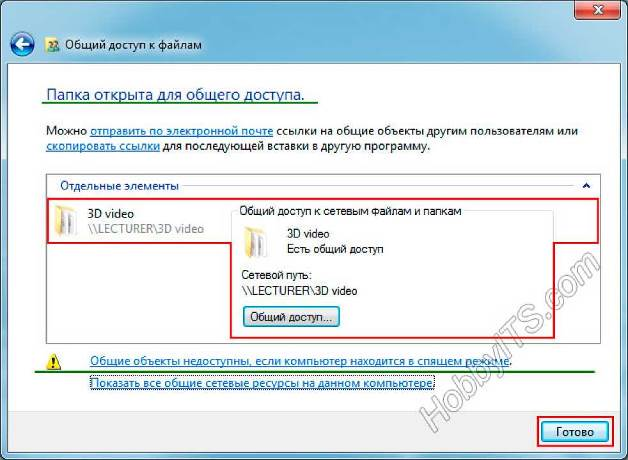 Общий доступ к файлам
Папка открыта для общего доступа.
Можно отправить по электронной почте ссылки на общие объекты другим пользователям или
скопировать ссылки для последующей вставки в другую программу.
Отдельные элементы
3D video
\\LECTURER\3D video
Общий доступ к сетевым файлам и папкам
3D video
Есть общий доступ
Сетевой путь:
\\LECTURER\3D video
Общий доступ...
Общие объекты недоступны, если компьютер находится в спящем режиме.
Показать все общие сетевые ресурсы на данном компьютере.
Готово
HobbyITS.com